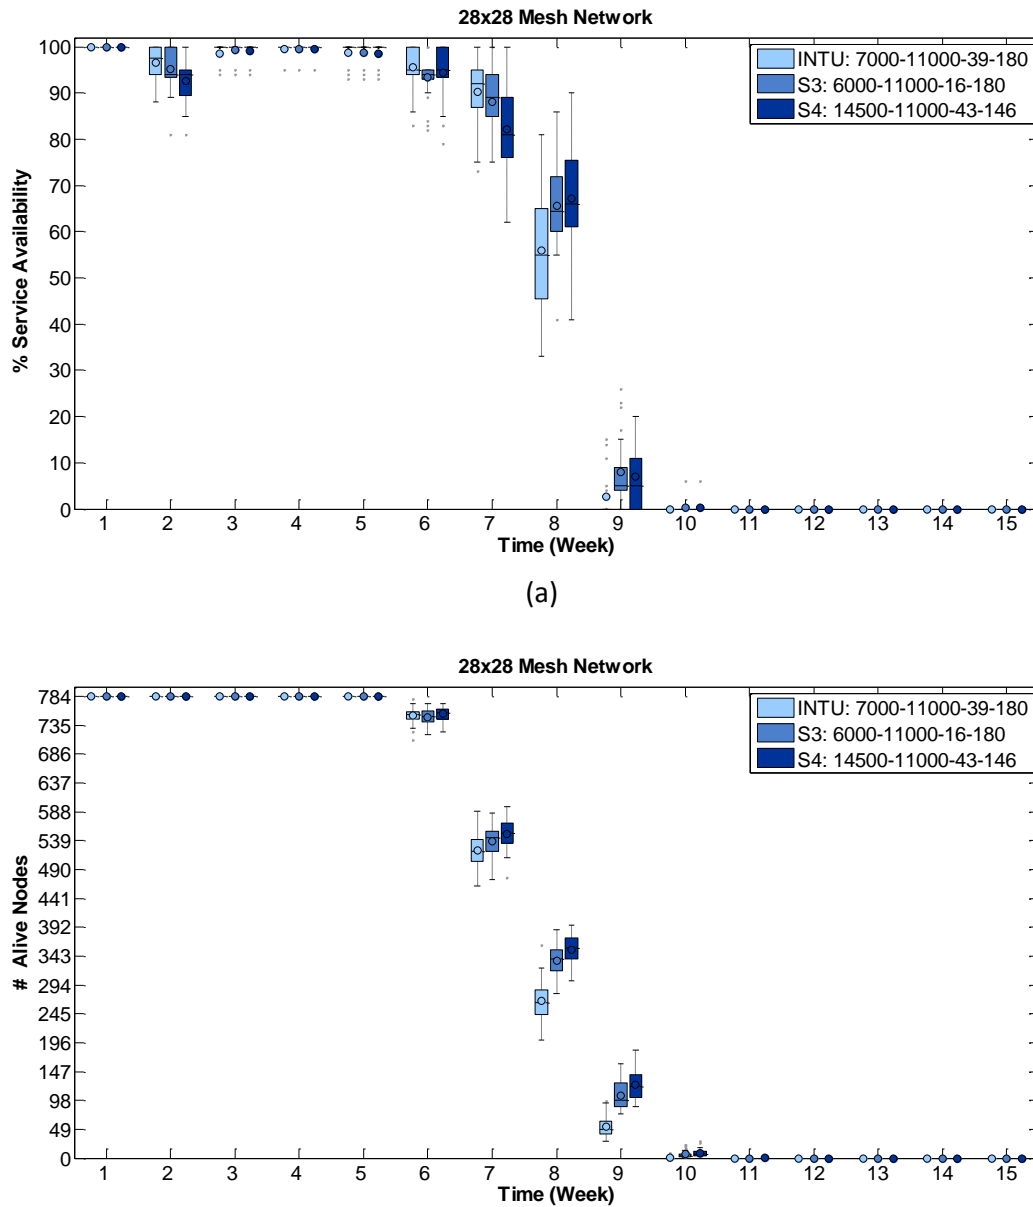 28x28 Mesh Network
INTU: 7000-11000-39-180
S3: 6000-11000-16-180
S4: 14500-11000-43-146
% Service Availability
100
90
80
70
60
50
40
30
20
10
0
1 2 3 4 5 6 7 8 9 10 11 12 13 14 15
Time (Week)
(a)
28x28 Mesh Network
INTU: 7000-11000-39-180
S3: 6000-11000-16-180
S4: 14500-11000-43-146
# Alive Nodes
784
735
686
637
588
539
490
441
392
343
294
245
196
147
98
49
0
1 2 3 4 5 6 7 8 9 10 11 12 13 14 15
Time (Week)